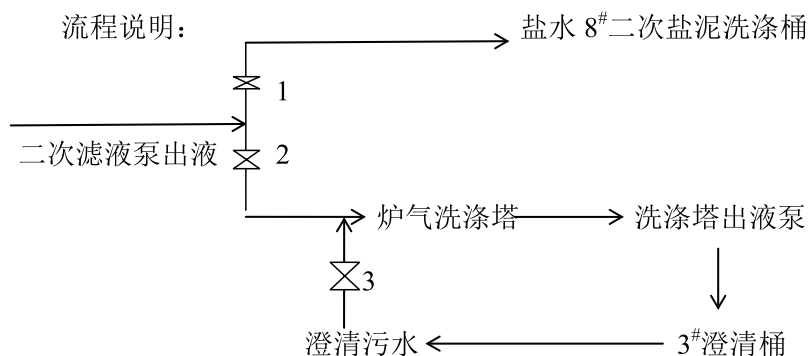 流程说明：
盐水 8#二次盐泥洗涤桶
1
二次滤液泵出液
2
炉气洗涤塔
洗涤塔出液泵
3
澄清污水
3#澄清桶